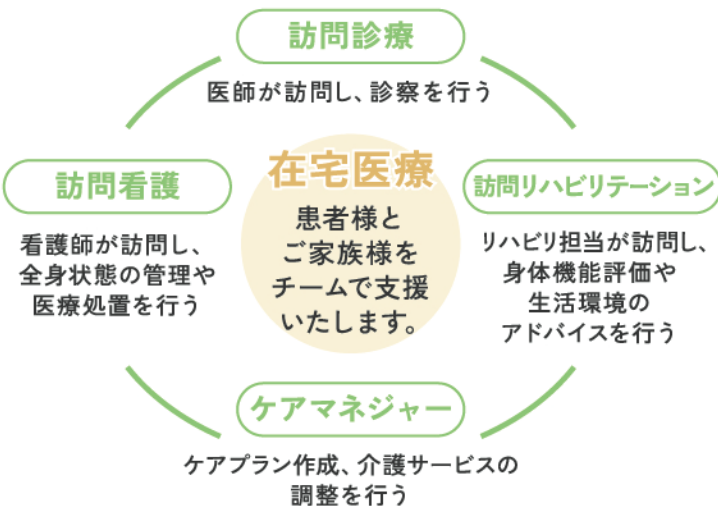 訪問診療
医師が訪問し、診察を行う
訪問看護
看護師が訪問し、
全身状態の管理や
医療処置を行う
在宅医療
患者様と
ご家族様を
チームで支援
いたします。
訪問リハビリテーション
リハビリ担当が訪問し、
身体機能評価や
生活環境の
アドバイスを行う
ケアマネジャー
ケアプラン作成、介護サービスの
調整を行う